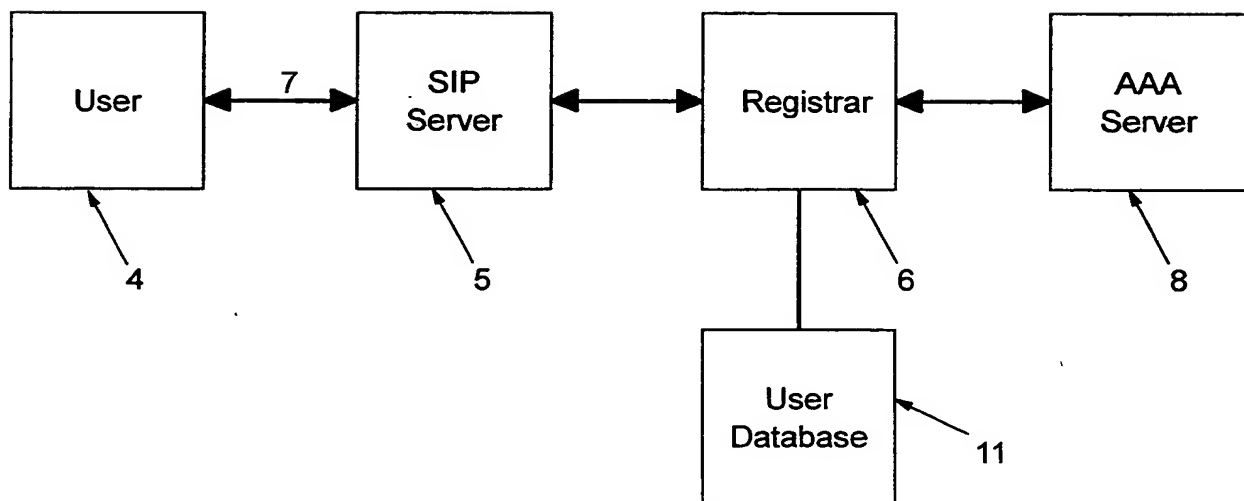 User
7
SIP
Server
Registrar
AAA
Server
4
5
6
8
User
Database
11